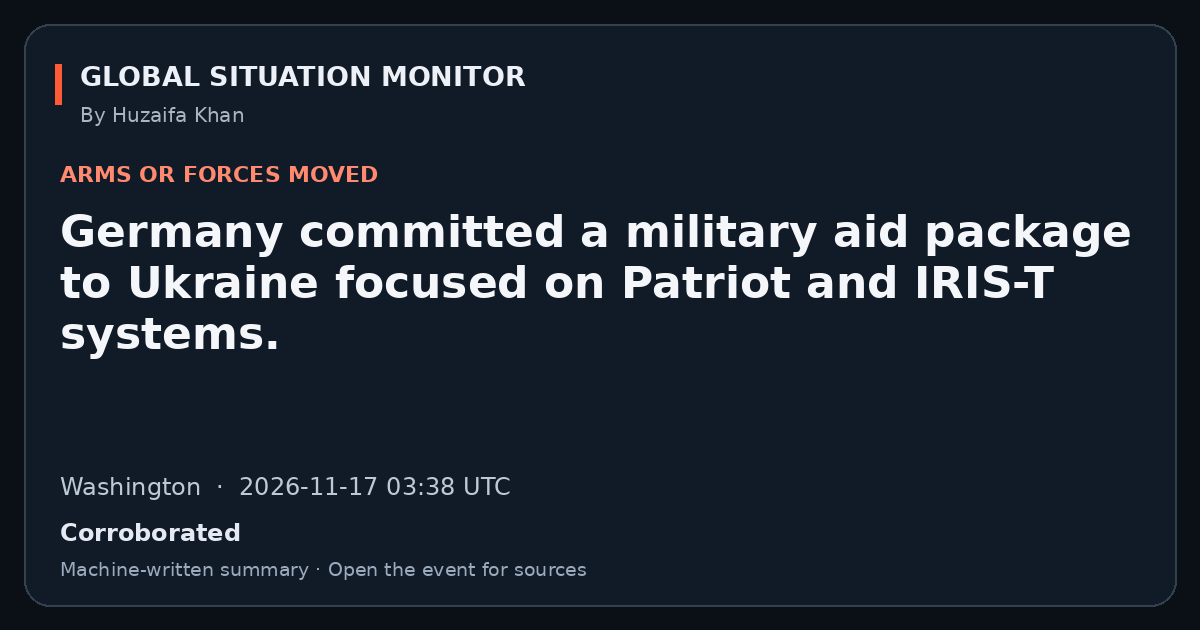 GLOBAL SITUATION MONITOR
By Huzaifa Khan
ARMS OR FORCES MOVED
Germany committed a military aid package
to Ukraine focused on Patriot and IRIS-T
systems.
Washington · 2026-11-17 03:38 UTC
Corroborated
Machine-written summary · Open the event for sources